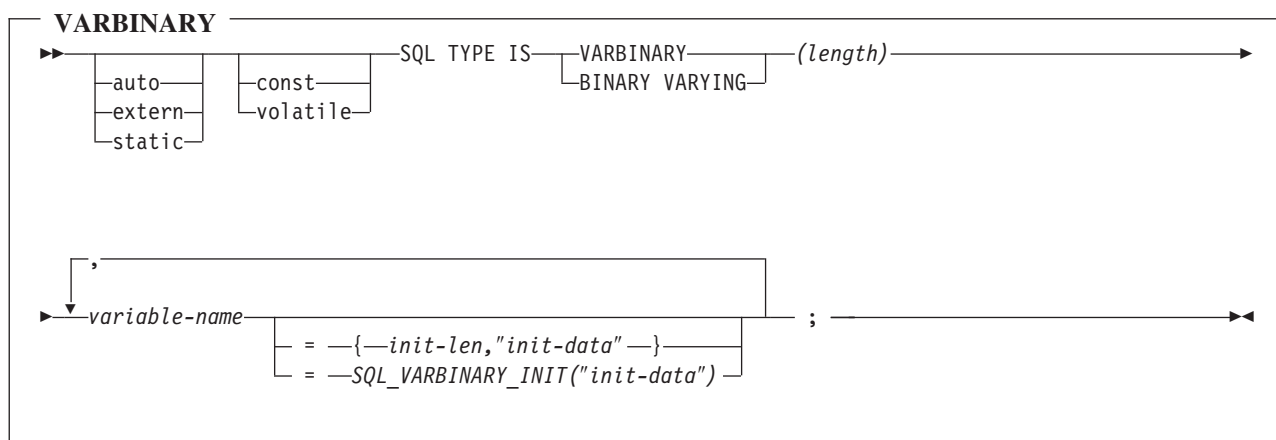 VARBINARY
SQL TYPE IS VARBINARY (length)
auto const BINARY VARYING
extern volatile
static
,
variable-name ;
= { init-len,"init-data" }
= SQL_VARBINARY_INIT("init-data")